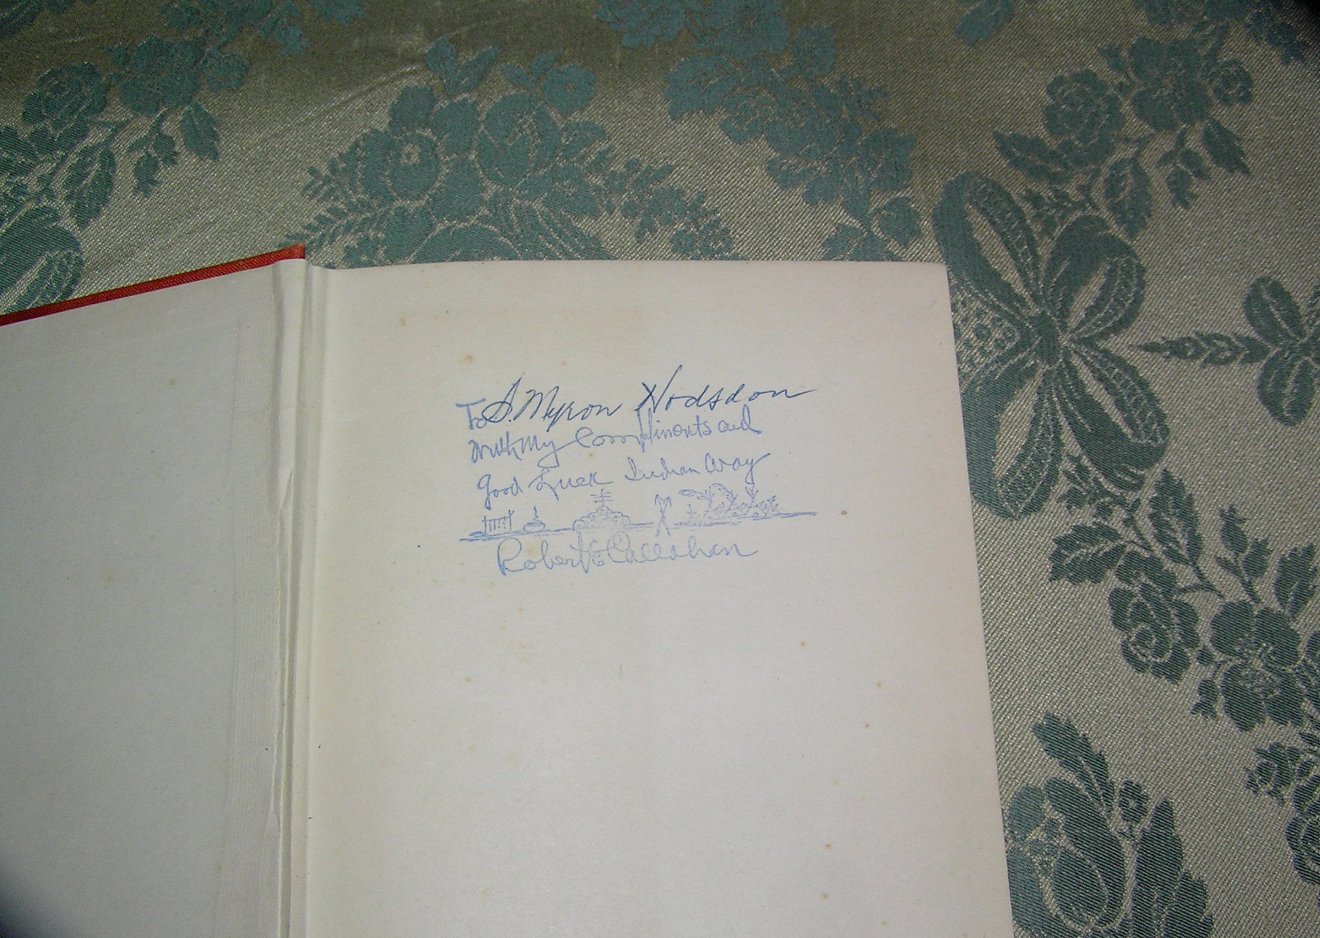 To S. Myron Hodsdon
With My Compliments and
Good Luck Indian Way
Robert E Callahan